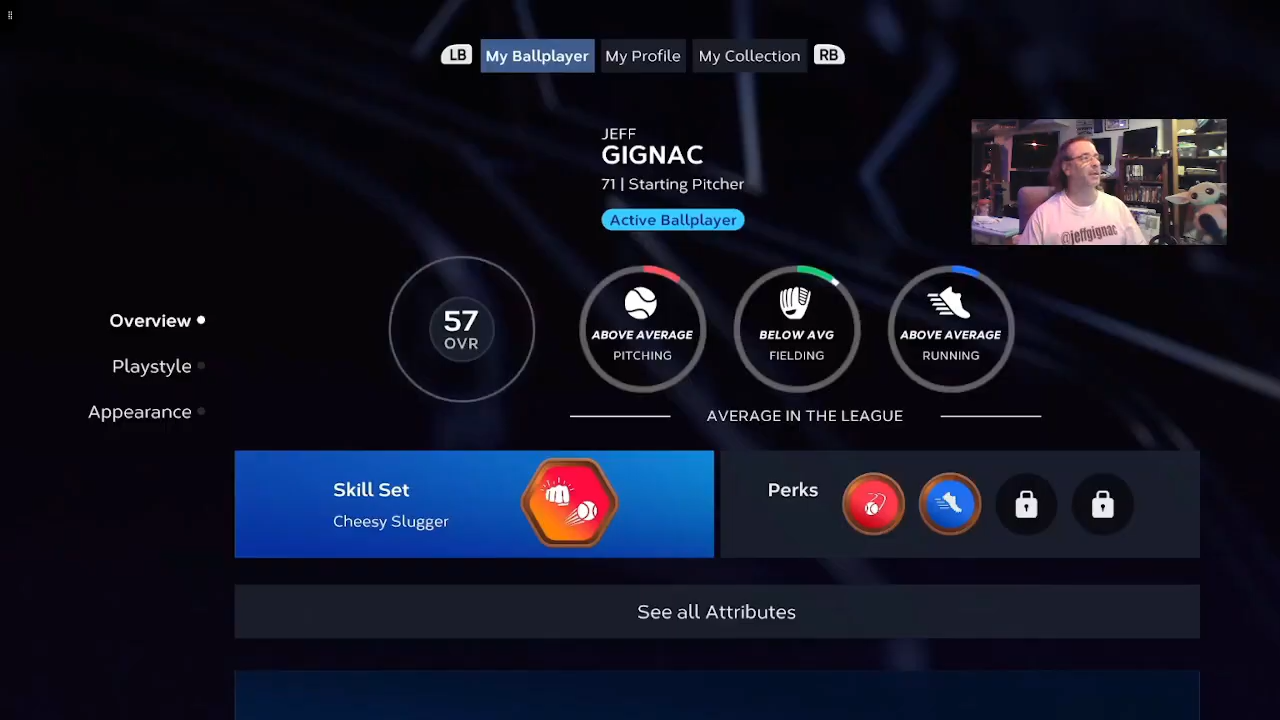 LB My Ballplayer My Profile My Collection RB
JEFF
GIGNAC
71 | Starting Pitcher
Active Ballplayer
@jeffgignac
57
OVR
ABOVE AVERAGE
PITCHING
BELOW AVG
FIELDING
ABOVE AVERAGE
RUNNING
Overview
Playstyle
Appearance
AVERAGE IN THE LEAGUE
Skill Set
Cheesy Slugger
Perks
See all Attributes